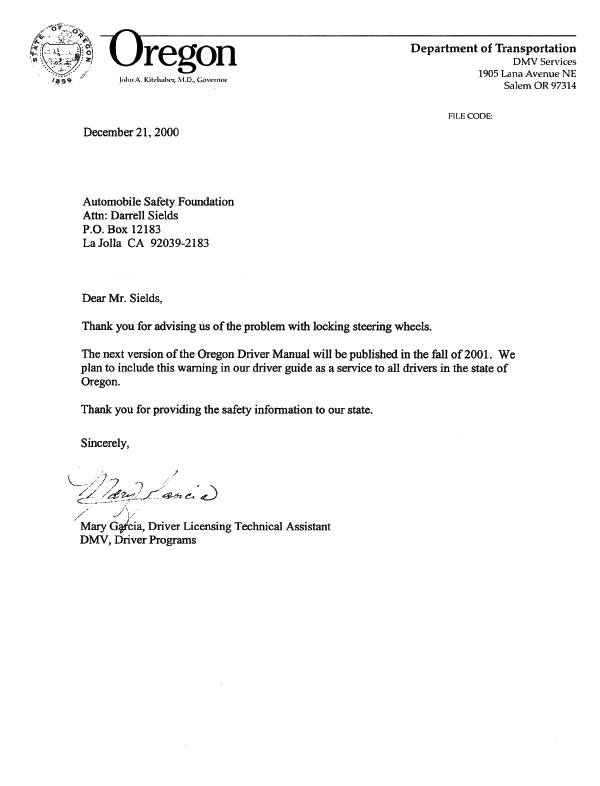 STATE OF OREGON
1859
Oregon
John A. Kitzhaber, M.D., Governor
Department of Transportation
DMV Services
1905 Lana Avenue NE
Salem OR 97314
FILE CODE:
December 21, 2000
Automobile Safety Foundation
Attn: Darrell Sields
P.O. Box 12183
La Jolla  CA  92039-2183
Dear Mr. Sields,
Thank you for advising us of the problem with locking steering wheels.
The next version of the Oregon Driver Manual will be published in the fall of 2001.  We
plan to include this warning in our driver guide as a service to all drivers in the state of
Oregon.
Thank you for providing the safety information to our state.
Sincerely,
Mary Garcia
Mary Garcia, Driver Licensing Technical Assistant
DMV, Driver Programs